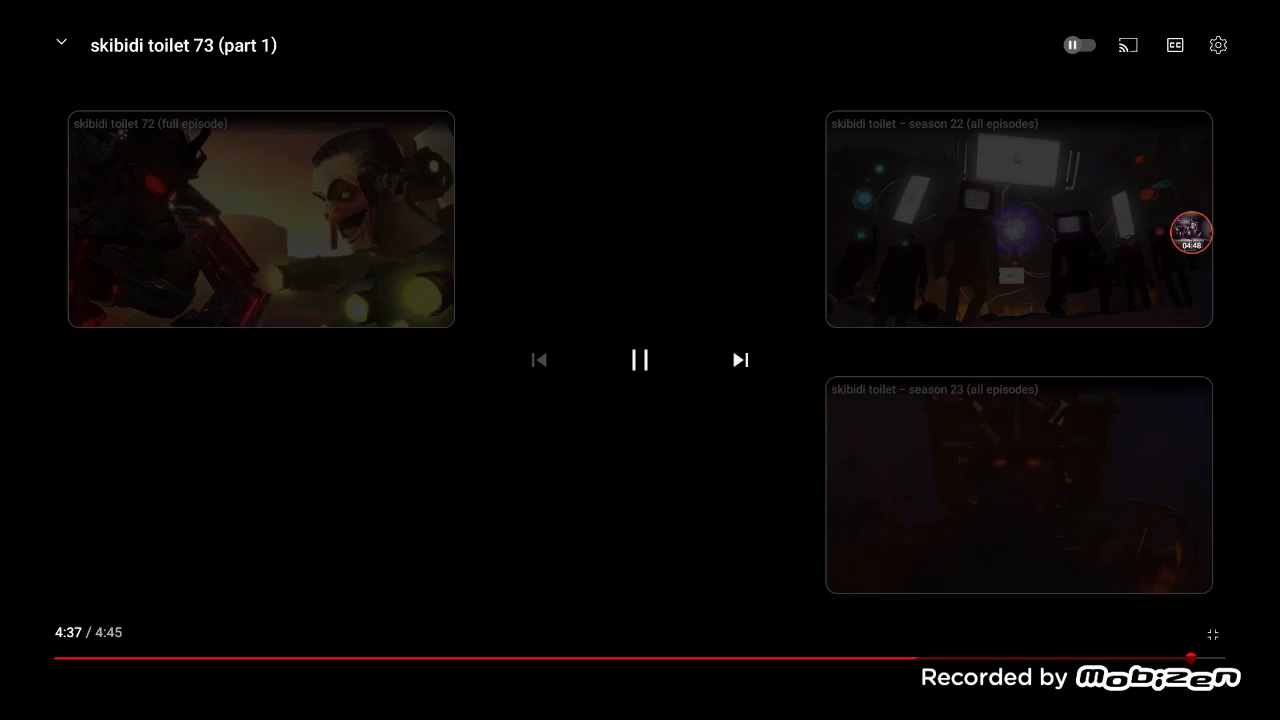 skibidi toilet 73 (part 1)
CC
skibidi toilet 72 (full episode)
skibidi toilet – season 22 (all episodes)
04:48
skibidi toilet – season 23 (all episodes)
4:37 / 4:45
Recorded by mobizen